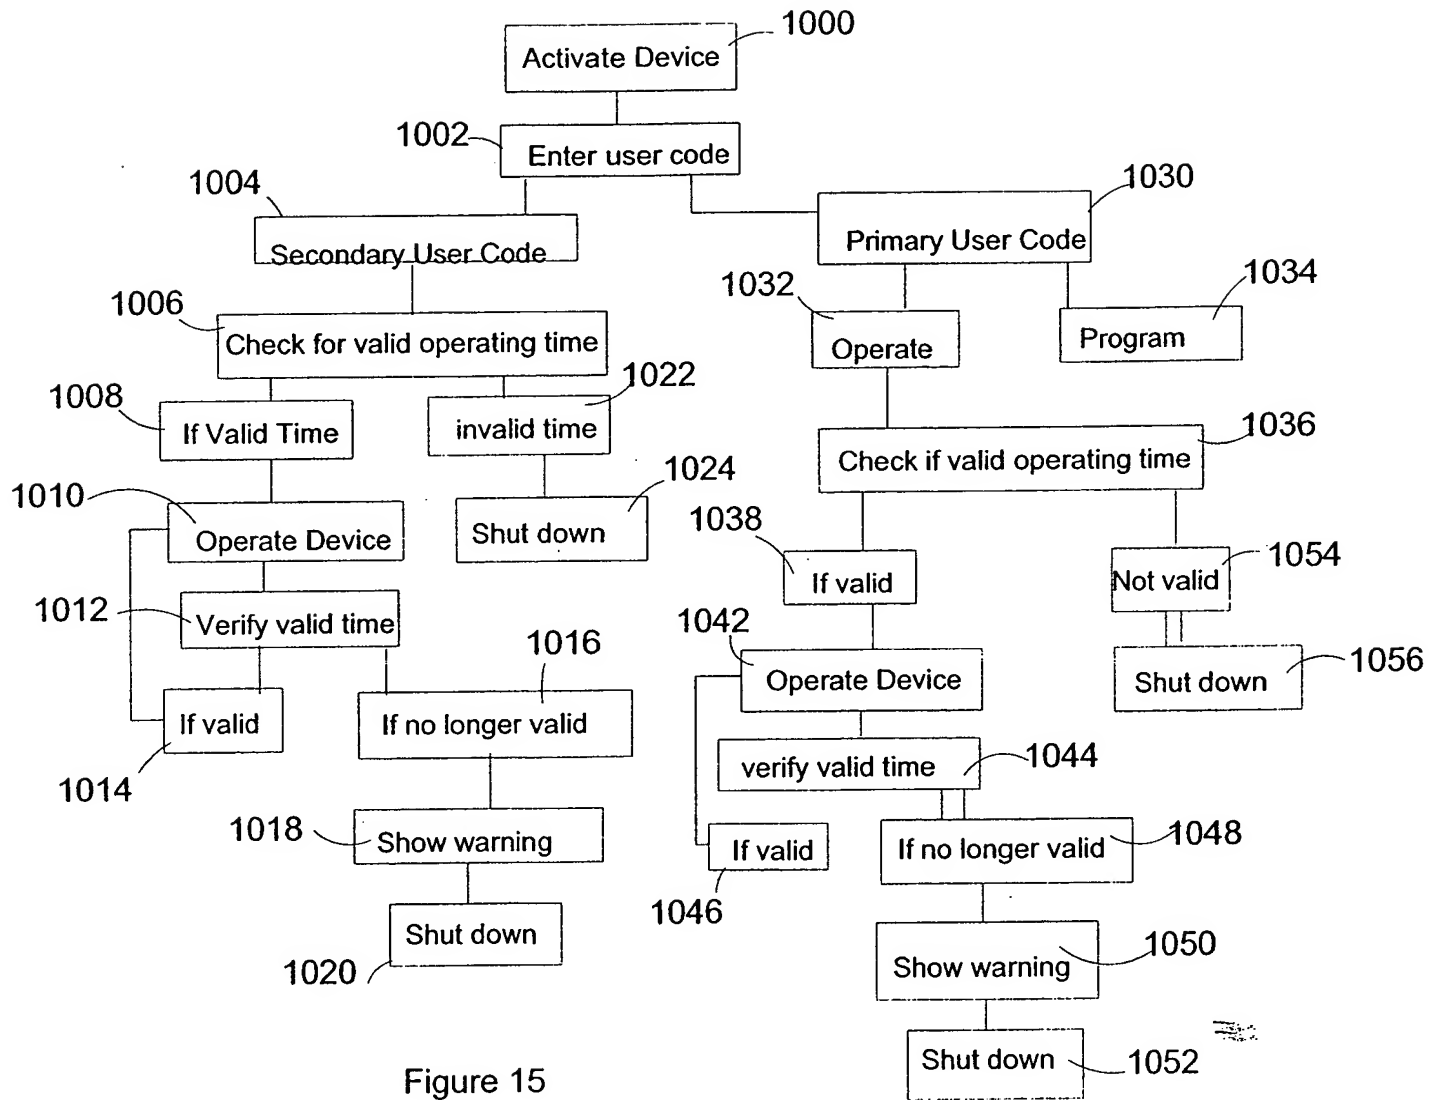 1000
Activate Device
1002
Enter user code
1004
Secondary User Code
1030
Primary User Code
1006
Check for valid operating time
1032
Operate
1034
Program
1008
If Valid Time
1022
invalid time
1036
Check if valid operating time
1010
Operate Device
1024
Shut down
1038
If valid
1054
Not valid
1012
Verify valid time
1016
If no longer valid
1042
Operate Device
1056
Shut down
If valid
1014
verify valid time
1044
1018
Show warning
If valid
1046
If no longer valid
1048
Shut down
1020
Show warning
1050
Shut down
1052
Figure 15